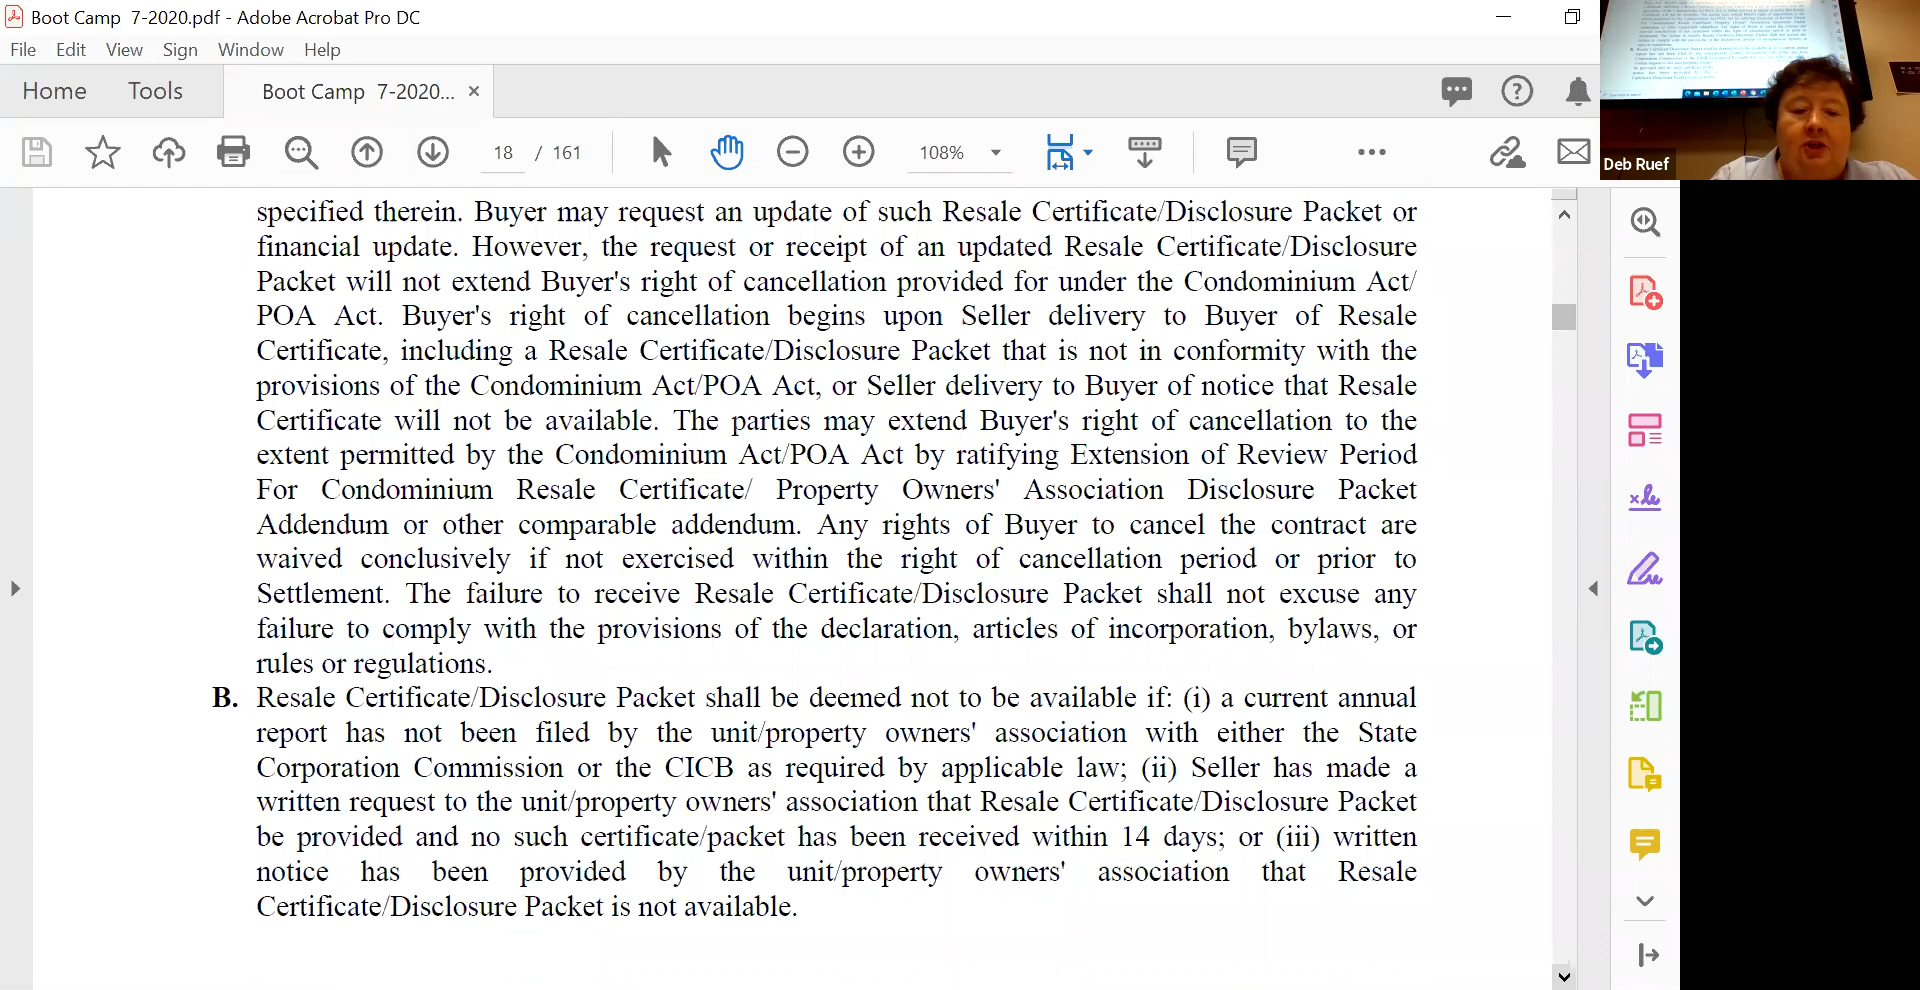 Boot Camp 7-2020.pdf - Adobe Acrobat Pro DC
File Edit View Sign Window Help
Home Tools Boot Camp 7-2020... ×
18 / 161 108%
Deb Ruef
specified therein. Buyer may request an update of such Resale Certificate/Disclosure Packet or
financial update. However, the request or receipt of an updated Resale Certificate/Disclosure
Packet will not extend Buyer's right of cancellation provided for under the Condominium Act/
POA Act. Buyer's right of cancellation begins upon Seller delivery to Buyer of Resale
Certificate, including a Resale Certificate/Disclosure Packet that is not in conformity with the
provisions of the Condominium Act/POA Act, or Seller delivery to Buyer of notice that Resale
Certificate will not be available. The parties may extend Buyer's right of cancellation to the
extent permitted by the Condominium Act/POA Act by ratifying Extension of Review Period
For Condominium Resale Certificate/ Property Owners' Association Disclosure Packet
Addendum or other comparable addendum. Any rights of Buyer to cancel the contract are
waived conclusively if not exercised within the right of cancellation period or prior to
Settlement. The failure to receive Resale Certificate/Disclosure Packet shall not excuse any
failure to comply with the provisions of the declaration, articles of incorporation, bylaws, or
rules or regulations.
B. Resale Certificate/Disclosure Packet shall be deemed not to be available if: (i) a current annual
report has not been filed by the unit/property owners' association with either the State
Corporation Commission or the CICB as required by applicable law; (ii) Seller has made a
written request to the unit/property owners' association that Resale Certificate/Disclosure Packet
be provided and no such certificate/packet has been received within 14 days; or (iii) written
notice has been provided by the unit/property owners' association that Resale
Certificate/Disclosure Packet is not available.